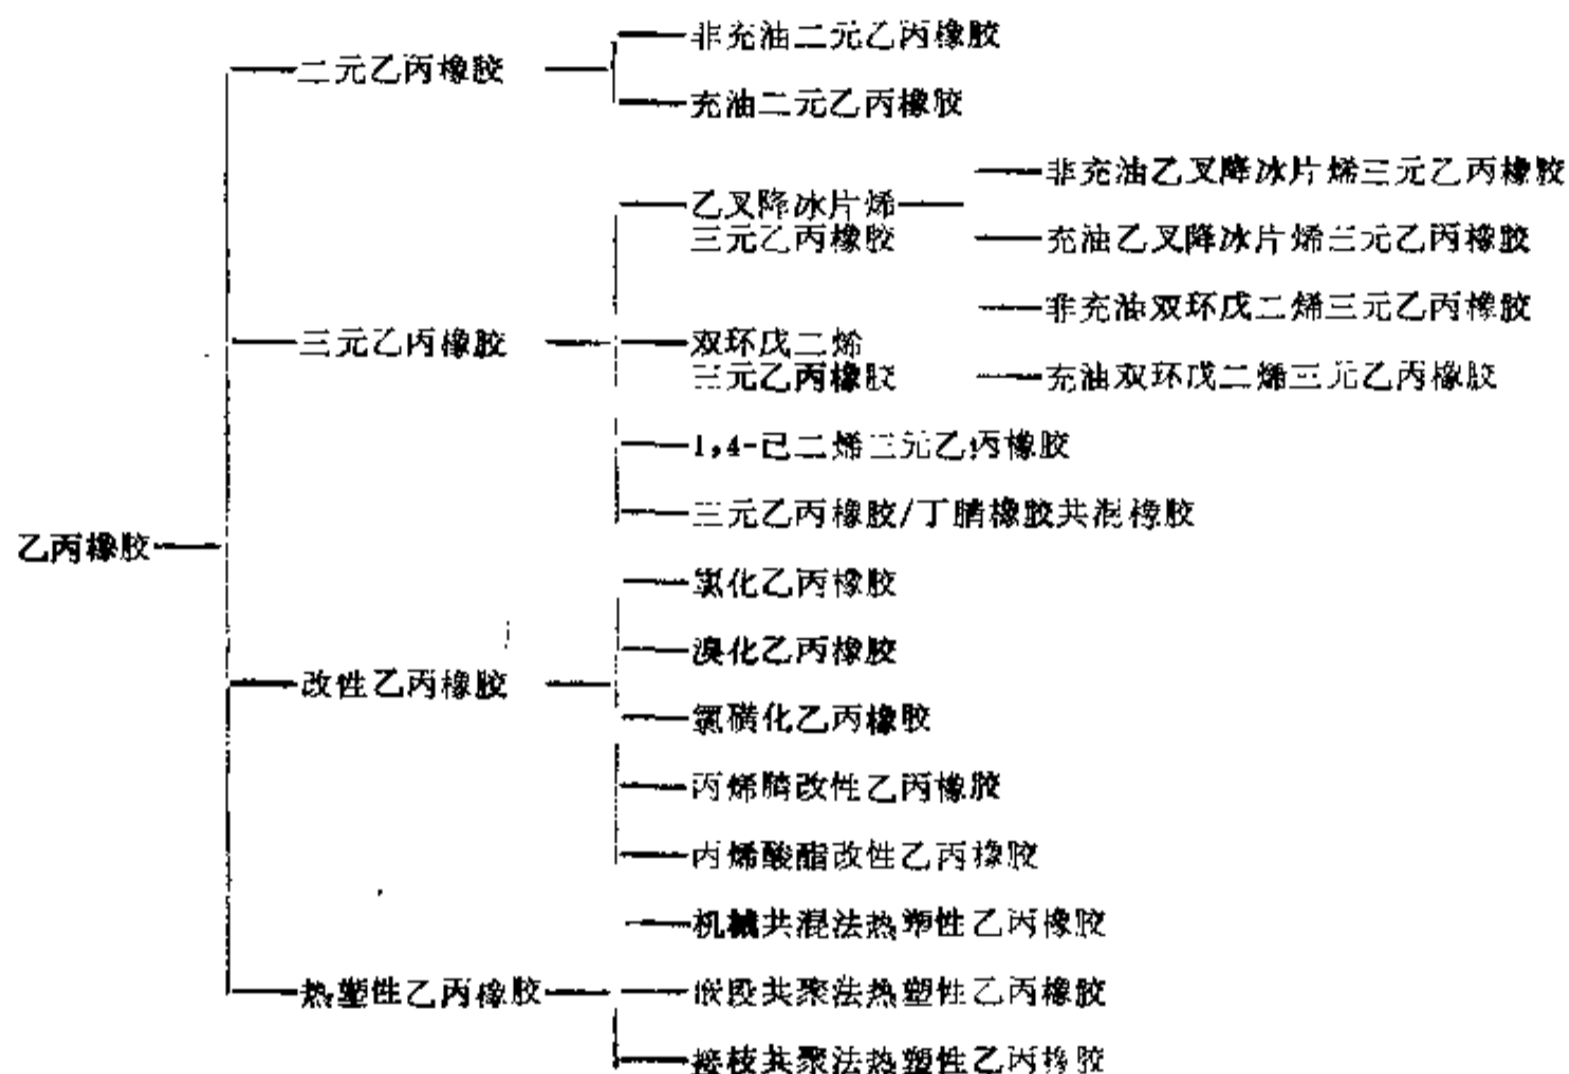 非充油二元乙丙橡胶
二元乙丙橡胶
充油二元乙丙橡胶
非充油乙叉降冰片烯三元乙丙橡胶
乙叉降冰片烯
三元乙丙橡胶
充油乙叉降冰片烯三元乙丙橡胶
非充油双环戊二烯三元乙丙橡胶
三元乙丙橡胶
双环戊二烯
三元乙丙橡胶
充油双环戊二烯三元乙丙橡胶
1,4-己二烯三元乙丙橡胶
三元乙丙橡胶/丁腈橡胶共混橡胶
乙丙橡胶
氯化乙丙橡胶
溴化乙丙橡胶
改性乙丙橡胶
氯磺化乙丙橡胶
丙烯腈改性乙丙橡胶
丙烯酸酯改性乙丙橡胶
机械共混法热塑性乙丙橡胶
热塑性乙丙橡胶
嵌段共聚法热塑性乙丙橡胶
接枝共聚法热塑性乙丙橡胶